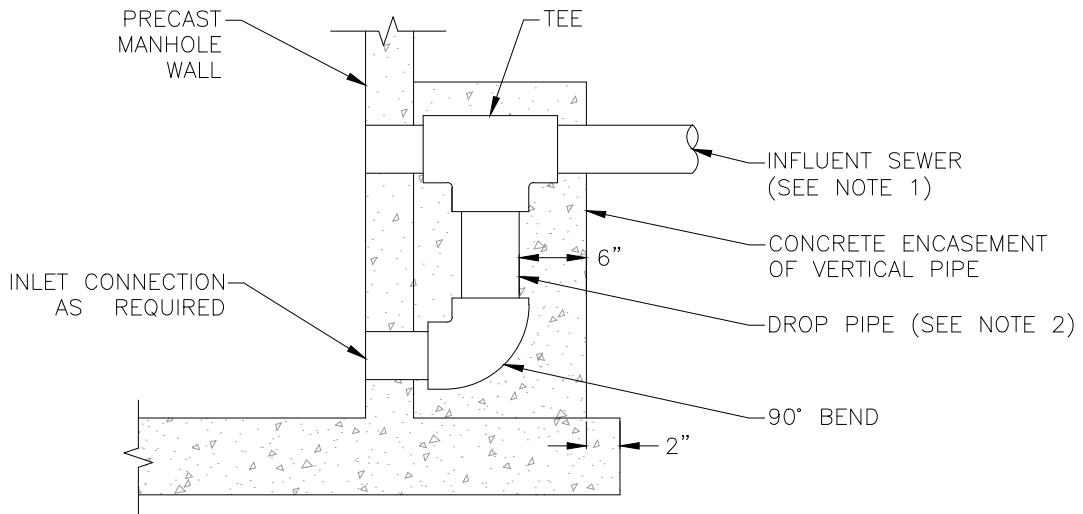 PRECAST
MANHOLE
WALL
TEE
INFLUENT SEWER
(SEE NOTE 1)
CONCRETE ENCASEMENT
OF VERTICAL PIPE
6”
INLET CONNECTION
AS REQUIRED
DROP PIPE (SEE NOTE 2)
90° BEND
2”